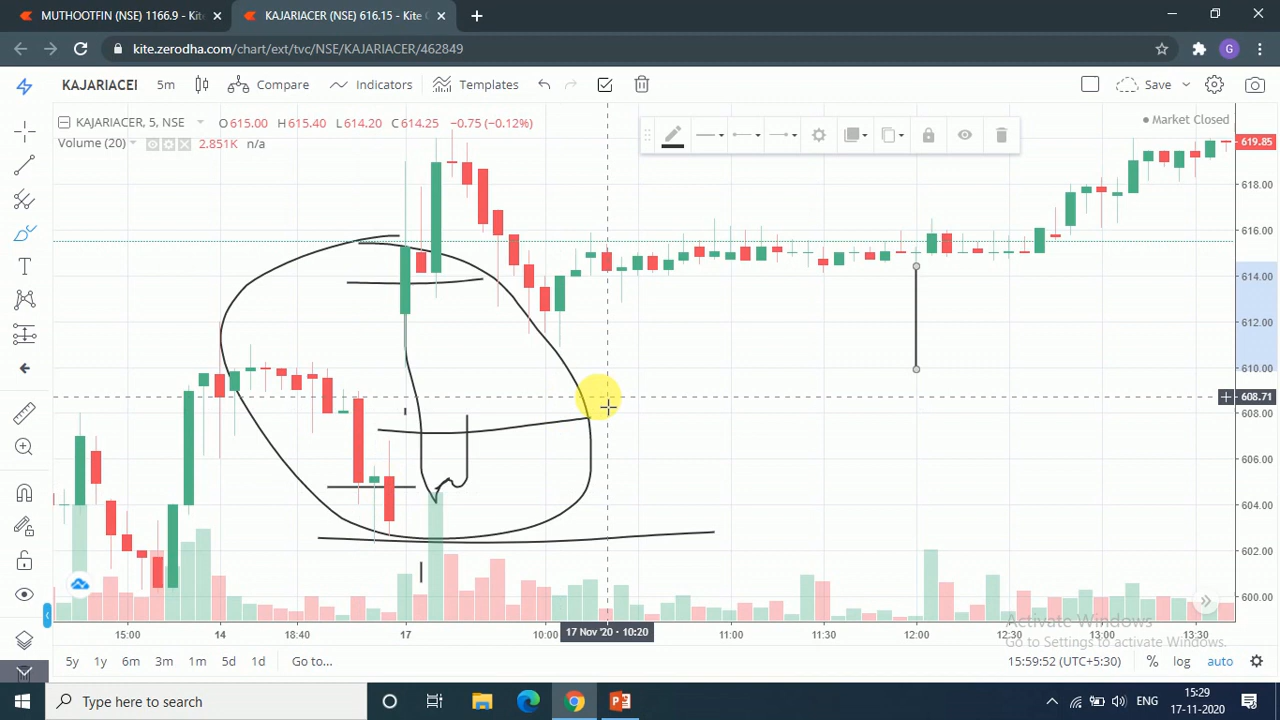 MUTHOOTFIN (NSE) 1166.9 - Kit
KAJARIACER (NSE) 616.15 - Kite
kite.zerodha.com/chart/ext/tvc/NSE/KAJARIACER/462849
G
KAJARIACEI 5m Compare Indicators Templates Save
KAJARIACER, 5, NSE O615.00 H615.40 L614.20 C614.25 −0.75 (−0.12%)
Volume (20) 2.851K n/a
Market Closed
619.85
618.00
616.00
614.00
612.00
610.00
608.71
608.00
606.00
604.00
602.00
600.00
15:00 14 18:40 17 10:00 17 Nov '20 - 10:20 11:00 11:30 12:00 12:30 13:00 13:30
Activate Windows
Go to Settings to activate Windows.
5y 1y 6m 3m 1m 5d 1d Go to... 15:59:52 (UTC+5:30) % log auto
Type here to search
ENG
15:29
17-11-2020